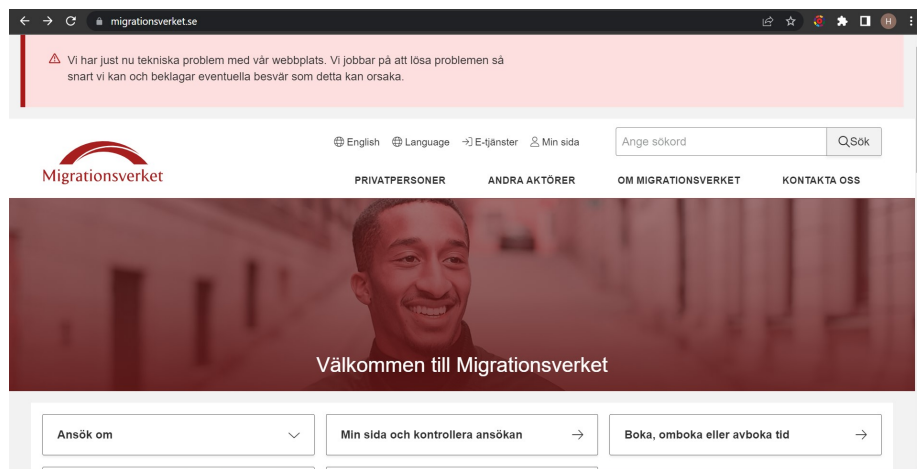 migrationsverket.se
H
Vi har just nu tekniska problem med vår webbplats. Vi jobbar på att lösa problemen så
snart vi kan och beklagar eventuella besvär som detta kan orsaka.
English Language E-tjänster Min sida Ange sökord Sök
Migrationsverket
PRIVATPERSONER ANDRA AKTÖRER OM MIGRATIONSVERKET KONTAKTA OSS
Välkommen till Migrationsverket
Ansök om Min sida och kontrollera ansökan Boka, omboka eller avboka tid